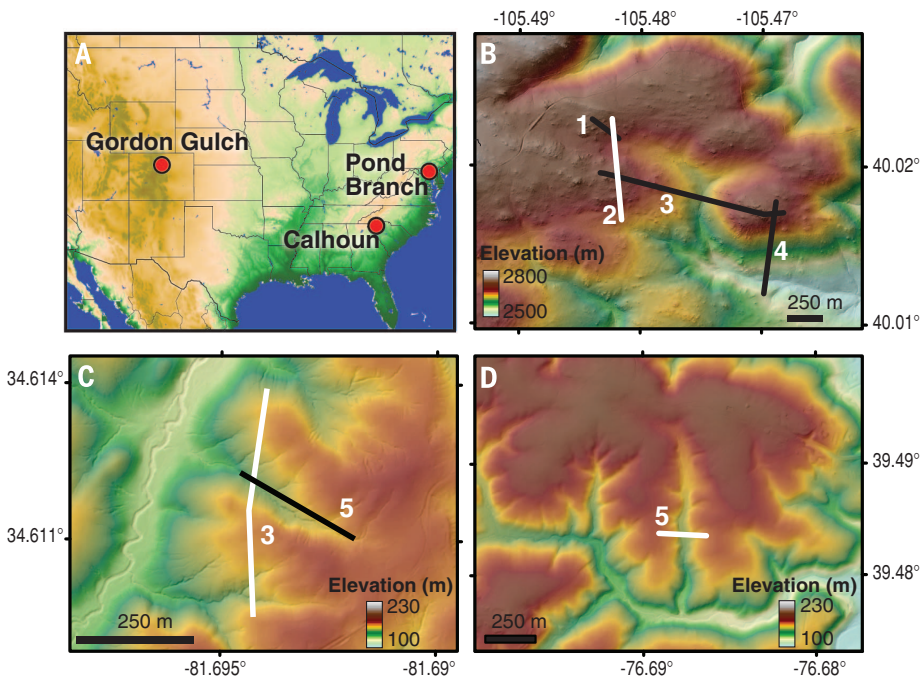 A
Gordon Gulch
Pond
Branch
Calhoun
-105.49 -105.48 -105.47
B
1
2
3
4
40.02
40.01
Elevation (m)
2800
2500
250 m
C
34.614°
34.611°
5
3
Elevation (m)
230
100
250 m
-81.695° -81.69°
D
5
39.49°
39.48°
Elevation (m)
230
100
250 m
-76.69° -76.68°